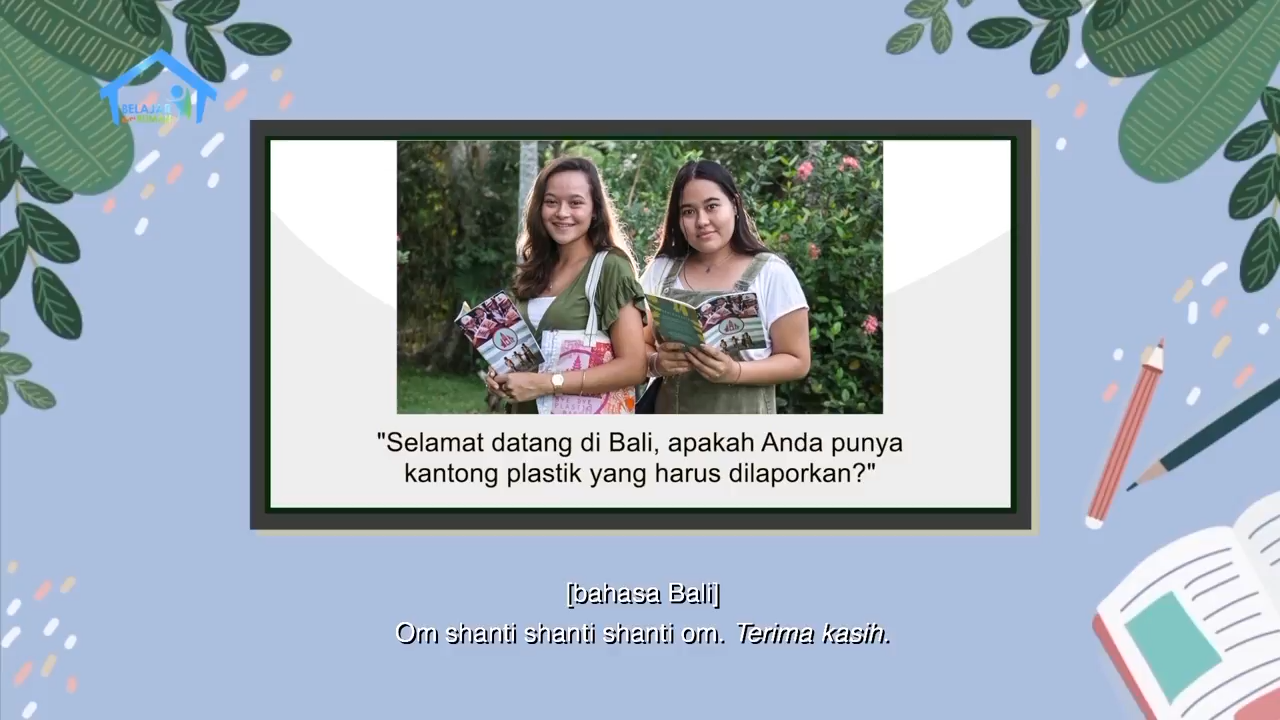 BELAJAR
"Selamat datang di Bali, apakah Anda punya
kantong plastik yang harus dilaporkan?"
[bahasa Bali]
Om shanti shanti shanti om. Terima kasih.